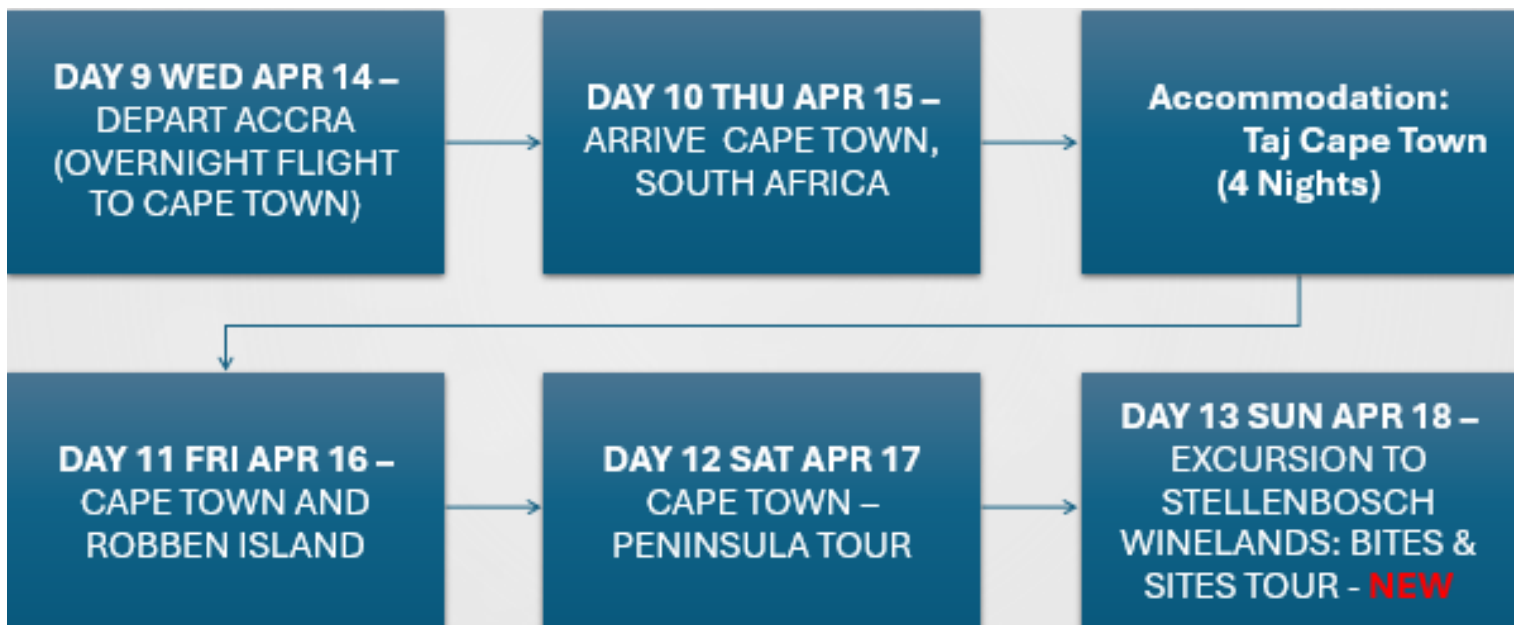 DAY 9 WED APR 14 –
DEPART ACCRA
(OVERNIGHT FLIGHT
TO CAPE TOWN)
DAY 10 THU APR 15 –
ARRIVE CAPE TOWN,
SOUTH AFRICA
Accommodation:
Taj Cape Town
(4 Nights)
DAY 11 FRI APR 16 –
CAPE TOWN AND
ROBBEN ISLAND
DAY 12 SAT APR 17
CAPE TOWN –
PENINSULA TOUR
DAY 13 SUN APR 18 –
EXCURSION TO
STELLENBOSCH
WINELANDS: BITES &
SITES TOUR - NEW